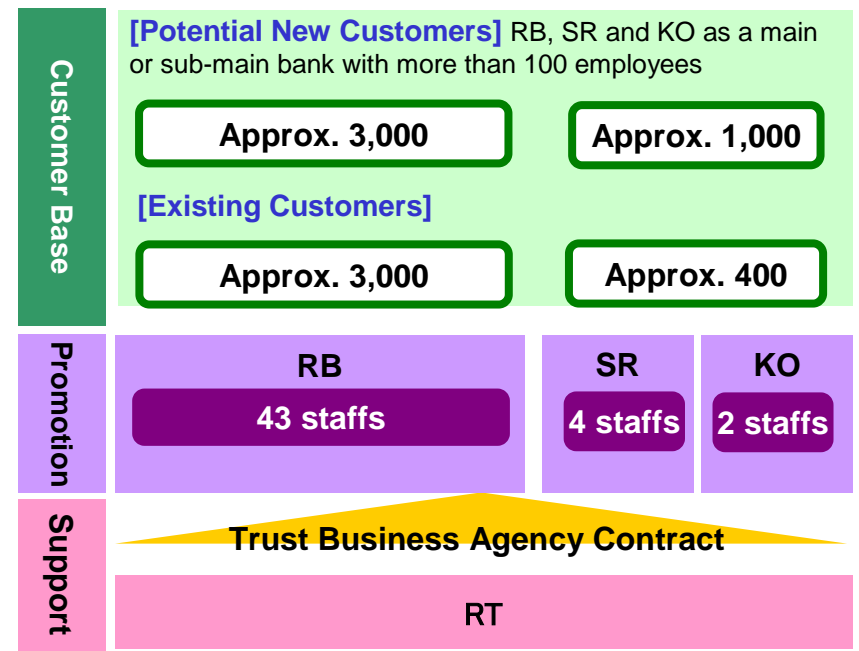 Customer Base
[Potential New Customers] RB, SR and KO as a main
or sub-main bank with more than 100 employees
Approx. 3,000
Approx. 1,000
[Existing Customers]
Approx. 3,000
Approx. 400
Promotion
RB
43 staffs
SR
4 staffs
KO
2 staffs
Support
Trust Business Agency Contract
RT